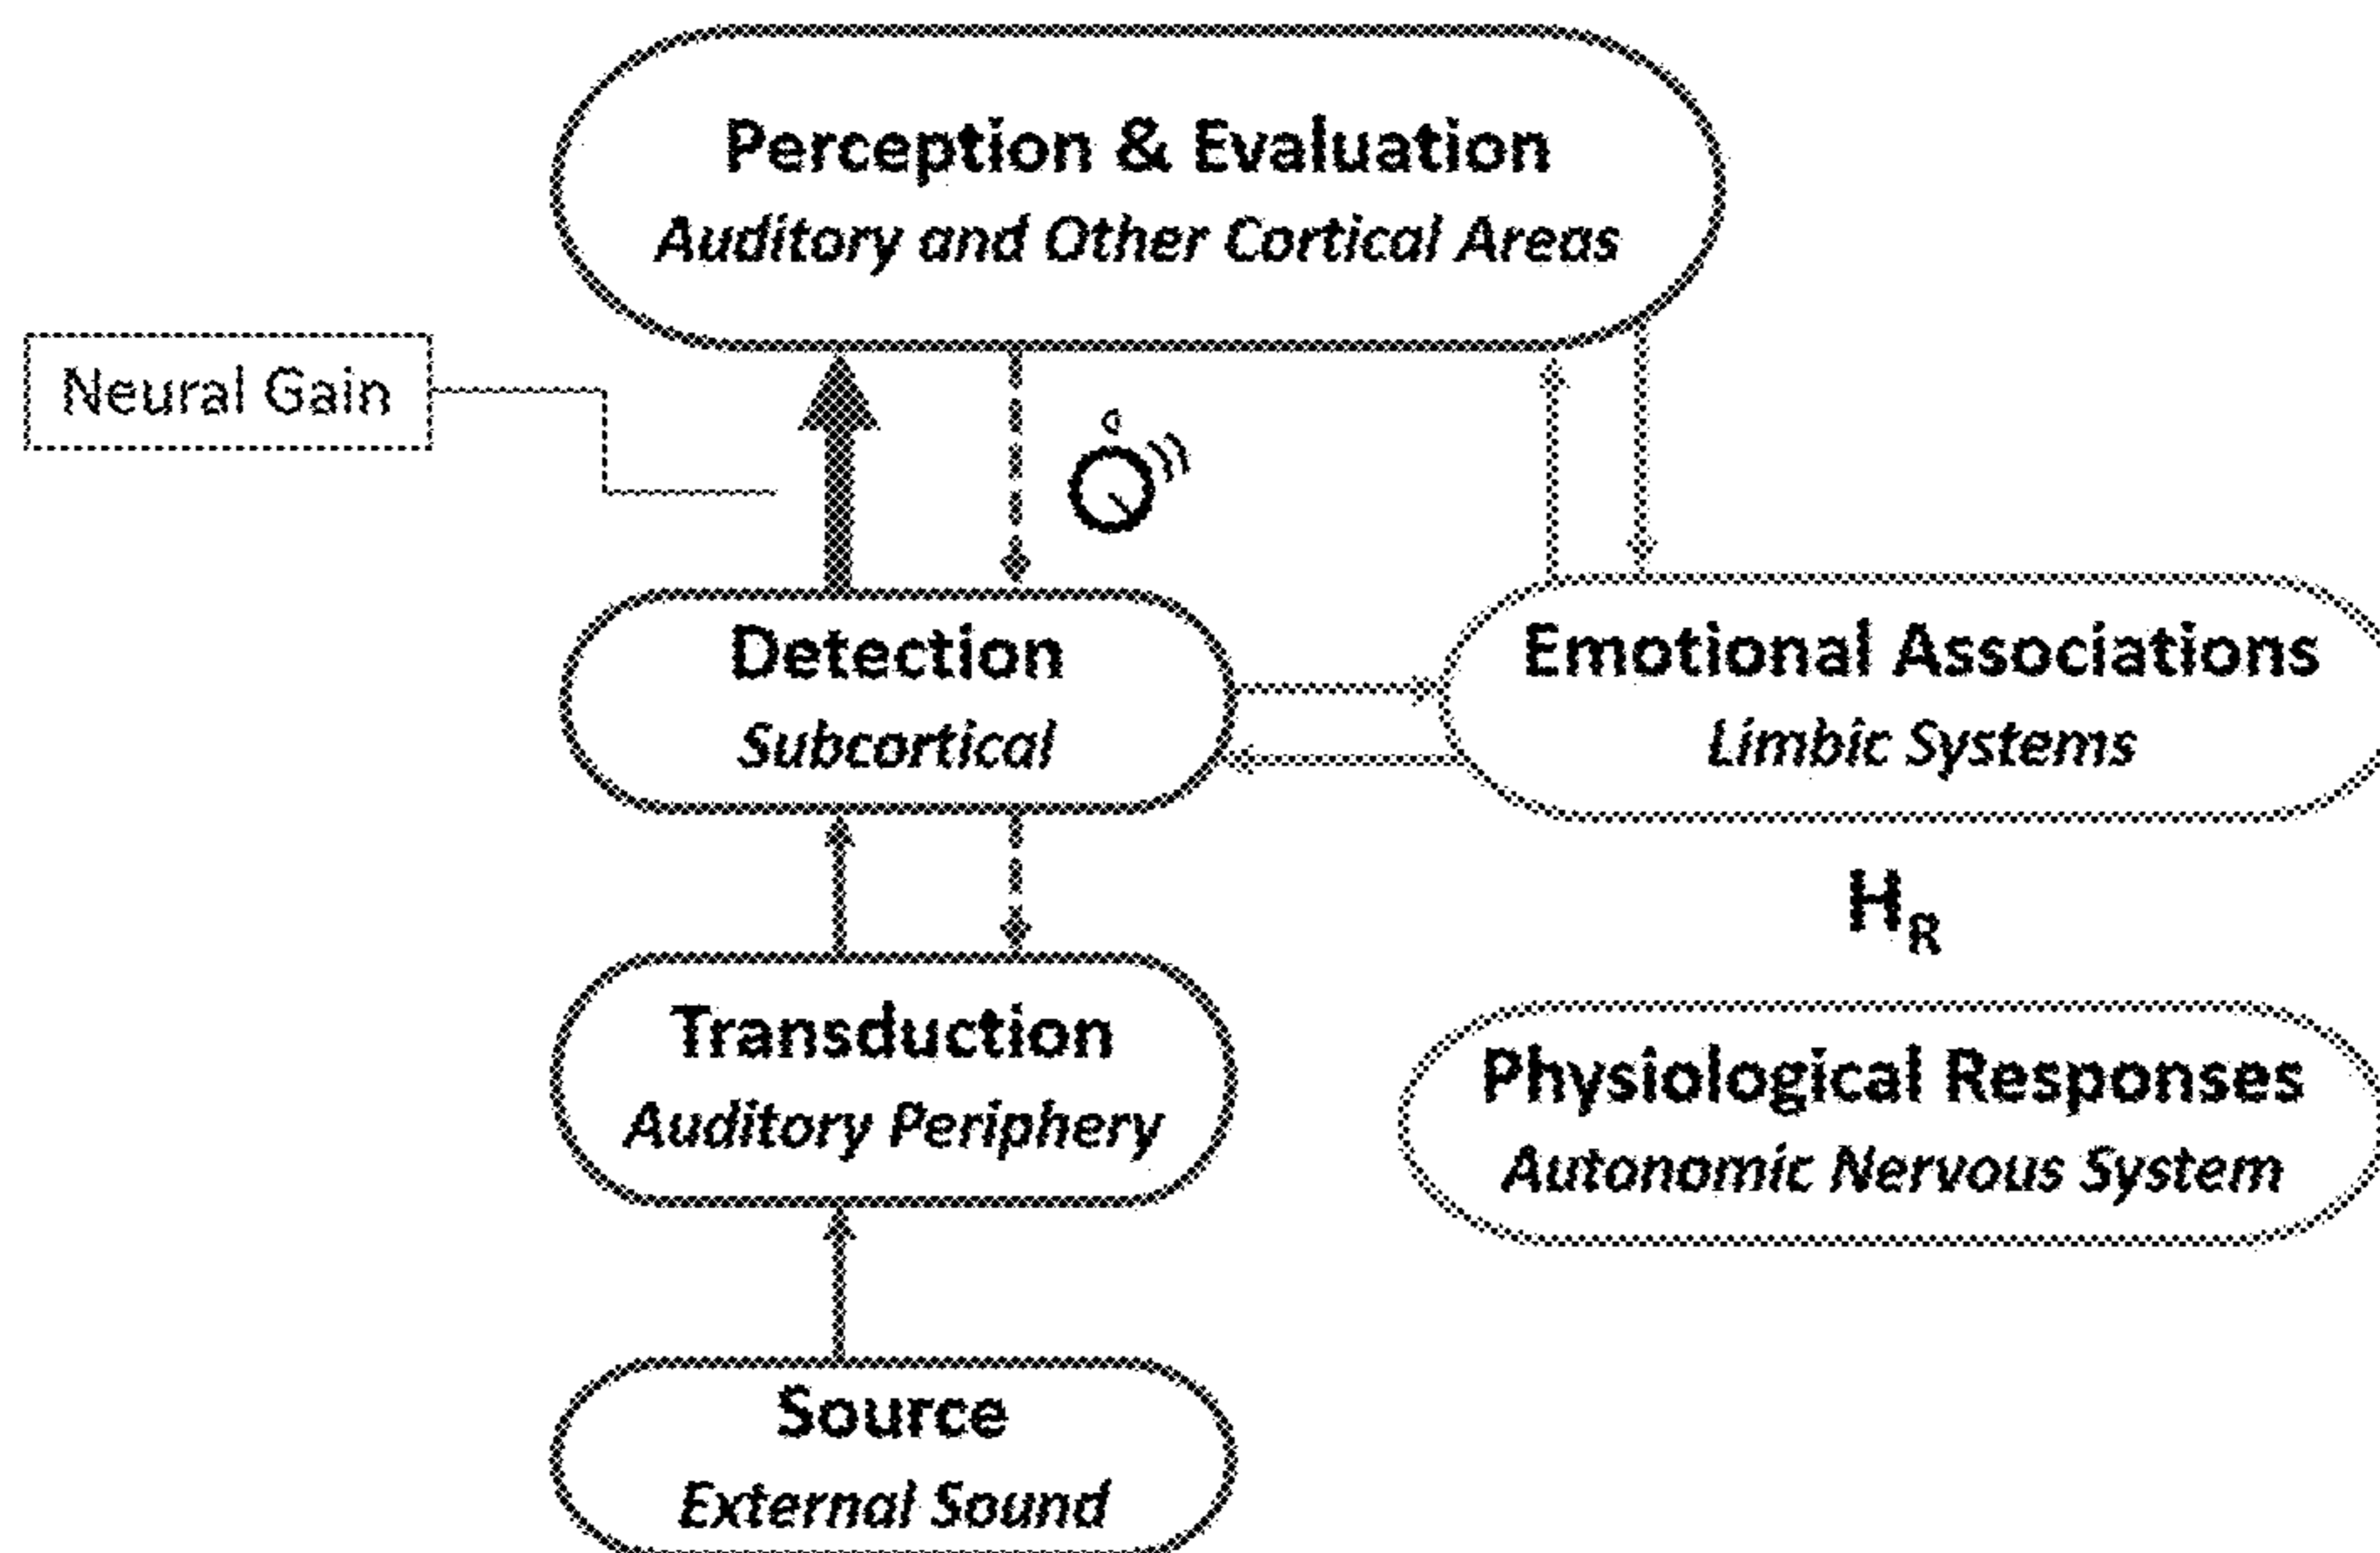 Perception & Evaluation
Auditory and Other Cortical Areas
Neural Gain
Detection
Subcortical
Emotional Associations
Limbic Systems
HR
Transduction
Auditory Periphery
Physiological Responses
Autonomic Nervous System
Source
External Sound